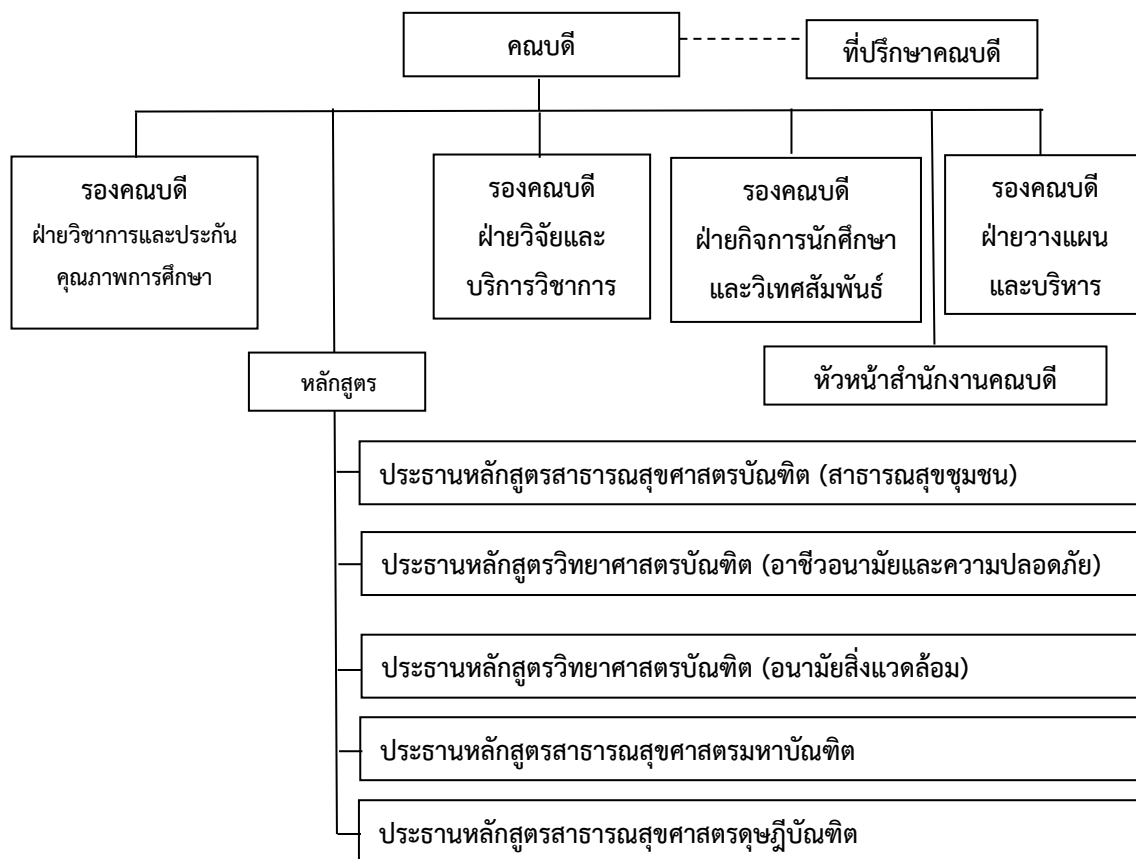 คณบดี
ที่ปรึกษาคณบดี
รองคณบดี
ฝ่ายวิชาการและประกัน
คุณภาพการศึกษา
รองคณบดี
ฝ่ายวิจัยและ
บริการวิชาการ
รองคณบดี
ฝ่ายกิจการนักศึกษา
และวิเทศสัมพันธ์
รองคณบดี
ฝ่ายวางแผน
และบริหาร
หลักสูตร
หัวหน้าสำนักงานคณบดี
ประธานหลักสูตรสาธารณสุขศาสตรบัณฑิต (สาธารณสุขชุมชน)
ประธานหลักสูตรวิทยาศาสตรบัณฑิต (อาชีวอนามัยและความปลอดภัย)
ประธานหลักสูตรวิทยาศาสตรบัณฑิต (อนามัยสิ่งแวดล้อม)
ประธานหลักสูตรสาธารณสุขศาสตรมหาบัณฑิต
ประธานหลักสูตรสาธารณสุขศาสตรดุษฎีบัณฑิต